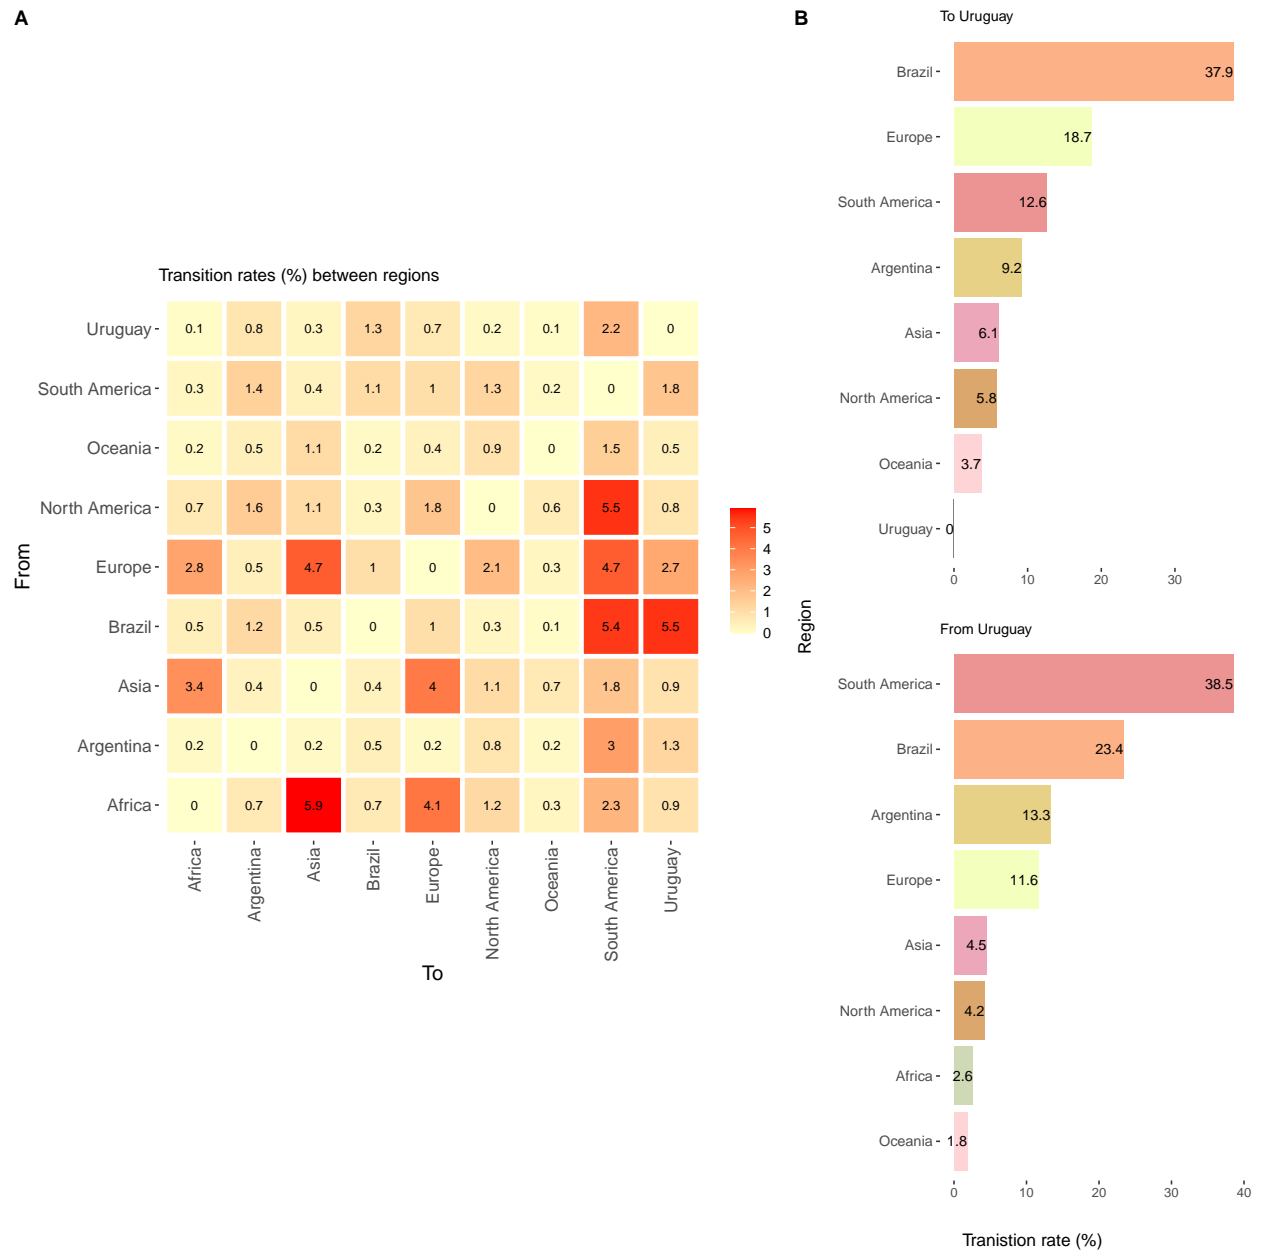 A
Transition rates (%) between regions
From
Uruguay 0.1 0.8 0.3 1.3 0.7 0.2 0.1 2.2 0
South America 0.3 1.4 0.4 1.1 1 1.3 0.2 0 1.8
Oceania 0.2 0.5 1.1 0.2 0.4 0.9 0 1.5 0.5
North America 0.7 1.6 1.1 0.3 1.8 0 0.6 5.5 0.8
Europe 2.8 0.5 4.7 1 0 2.1 0.3 4.7 2.7
Brazil 0.5 1.2 0.5 0 1 0.3 0.1 5.4 5.5
Asia 3.4 0.4 0 0.4 4 1.1 0.7 1.8 0.9
Argentina 0.2 0 0.2 0.5 0.2 0.8 0.2 3 1.3
Africa 0 0.7 5.9 0.7 4.1 1.2 0.3 2.3 0.9
Africa Argentina Asia Brazil Europe North America Oceania South America Uruguay
To
5
4
3
2
1
0
B
Region
To Uruguay
Brazil 37.9
Europe 18.7
South America 12.6
Argentina 9.2
Asia 6.1
North America 5.8
Oceania 3.7
Uruguay 0
0 10 20 30
From Uruguay
South America 38.5
Brazil 23.4
Argentina 13.3
Europe 11.6
Asia 4.5
North America 4.2
Africa 2.6
Oceania 1.8
0 10 20 30 40
Tranistion rate (%)